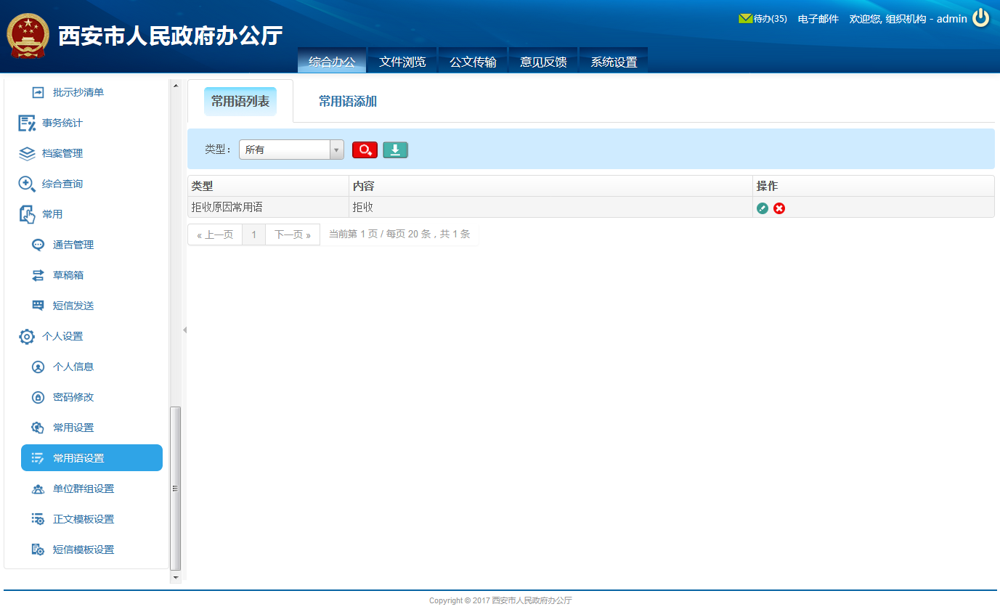 西安市人民政府办公厅
待办(35) 电子邮件 欢迎您, 组织机构 - admin
综合办公 文件浏览 公文传输 意见反馈 系统设置
批示抄清单
事务统计
档案管理
综合查询
常用
通告管理
草稿箱
短信发送
个人设置
个人信息
密码修改
常用设置
常用语设置
单位群组设置
正文模板设置
短信模板设置
常用语列表 常用语添加
类型： 所有
类型 内容 操作
拒收原因常用语 拒收
« 上一页 1 下一页 » 当前第 1 页 / 每页 20 条，共 1 条
Copyright © 2017 西安市人民政府办公厅